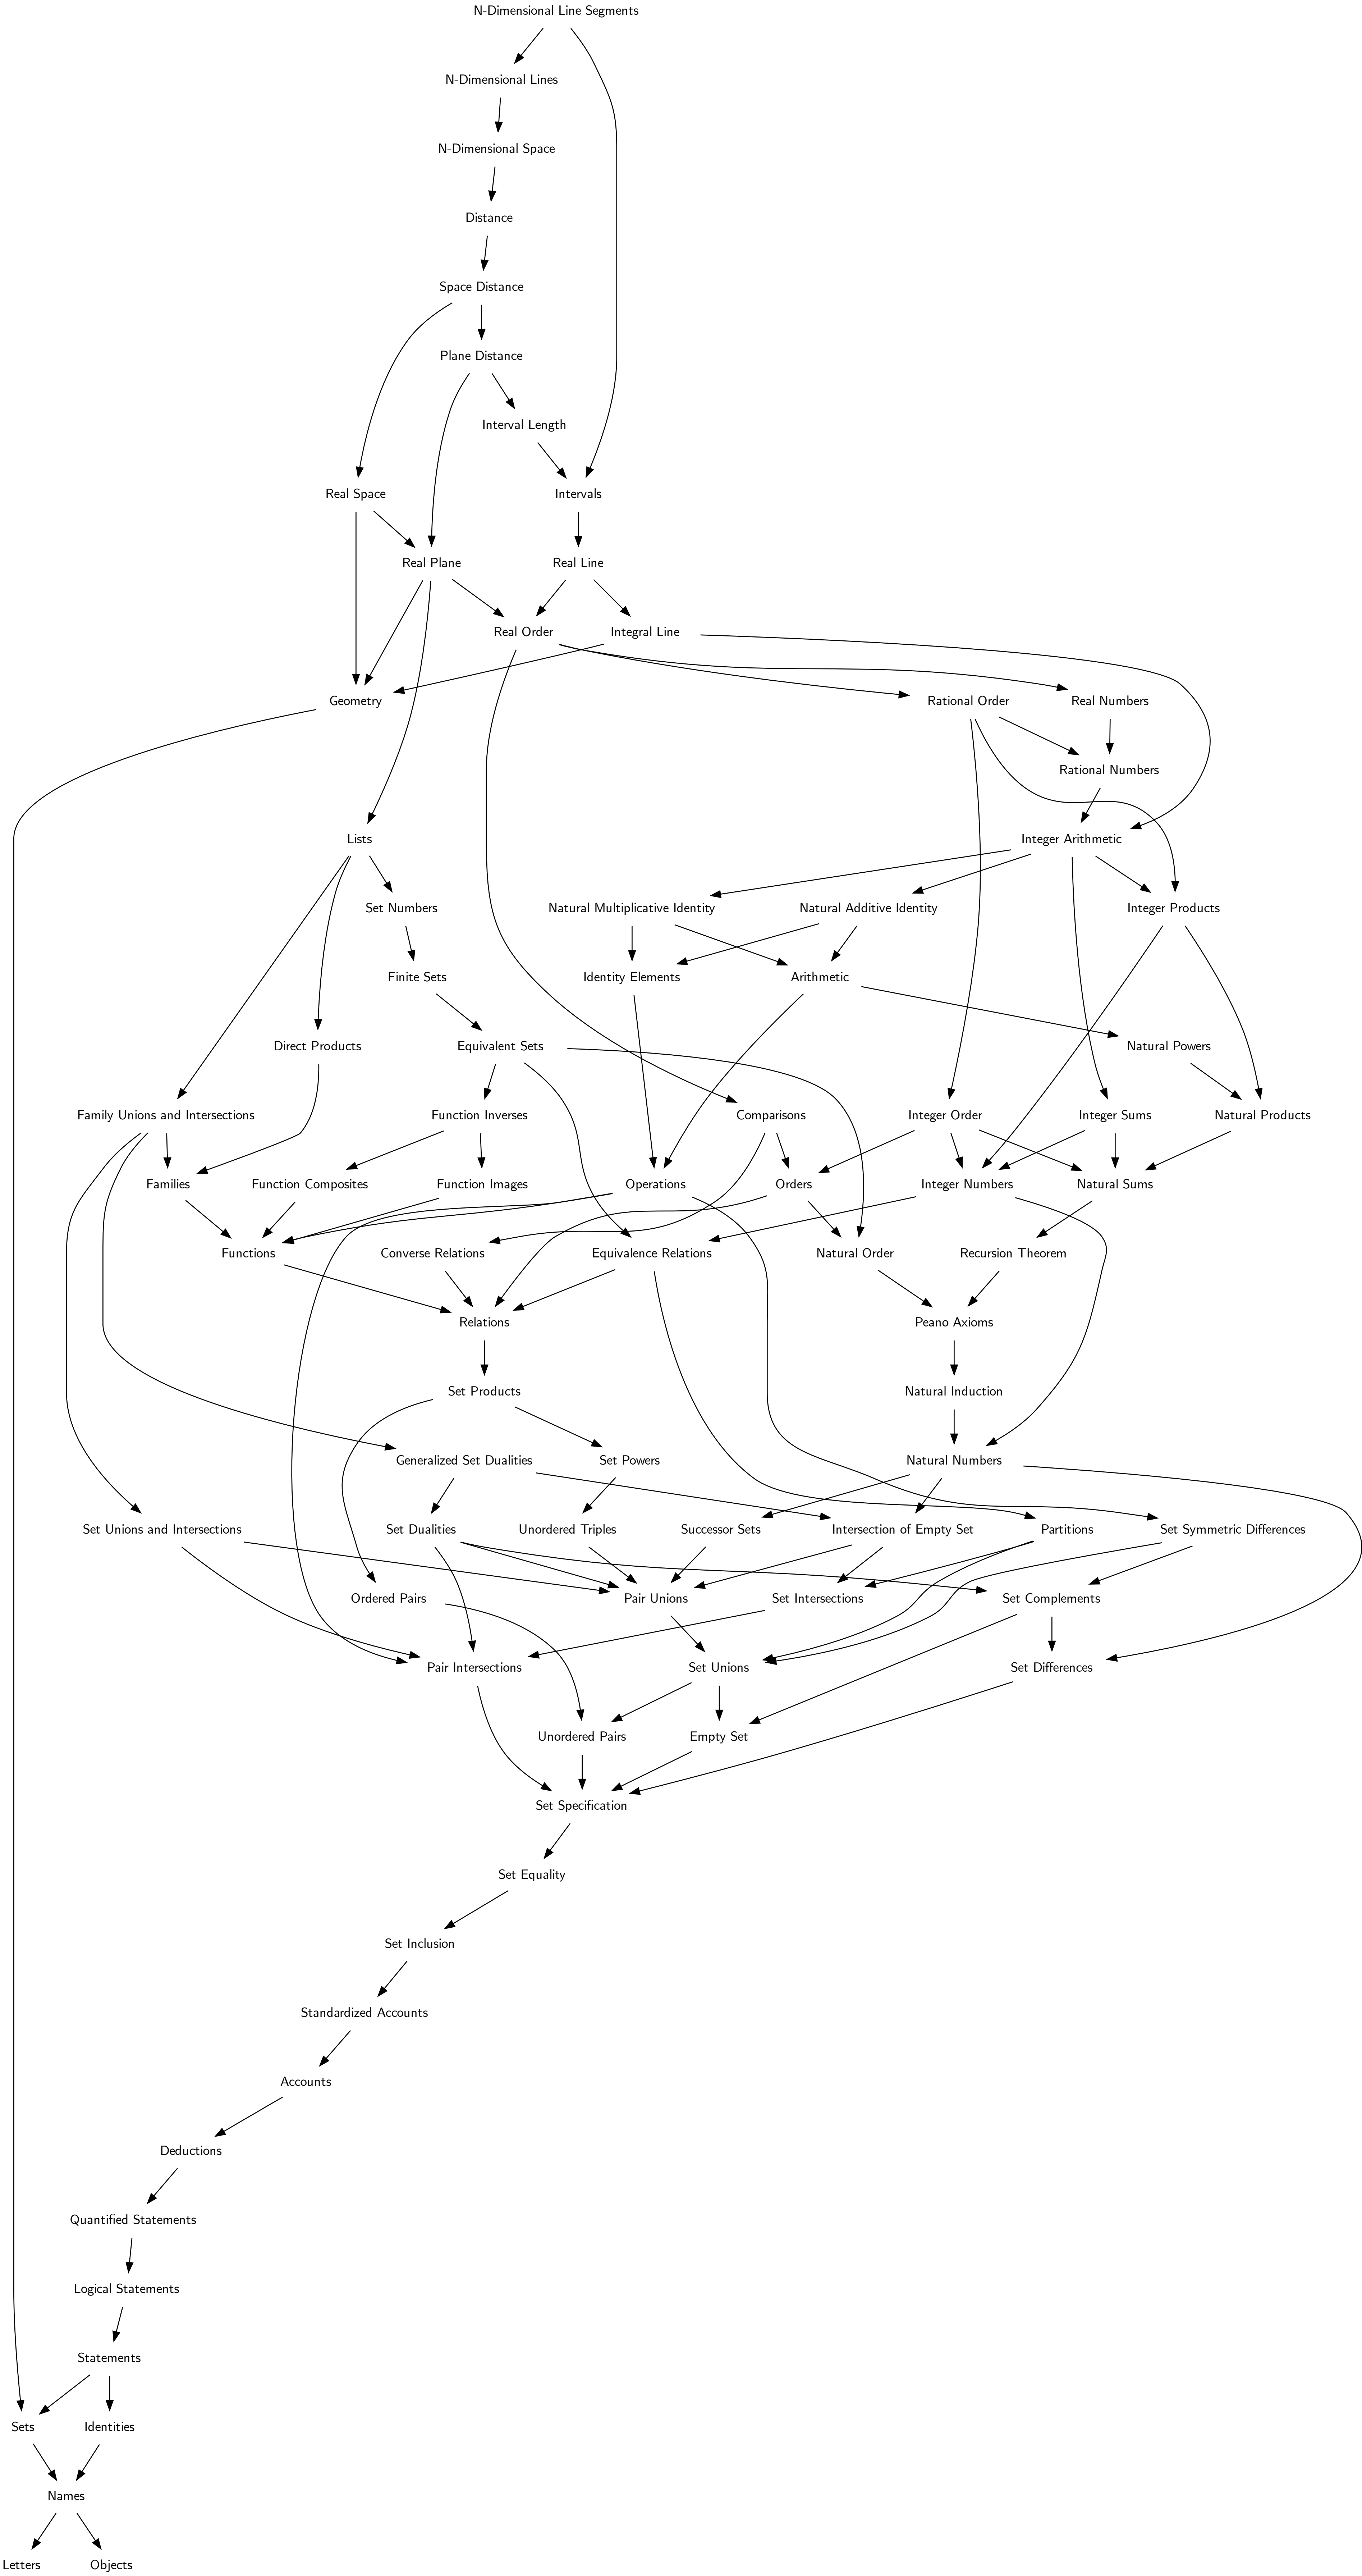 N-Dimensional Line Segments
N-Dimensional Lines
N-Dimensional Space
Distance
Space Distance
Plane Distance
Interval Length
Real Space
Intervals
Real Plane
Real Line
Real Order
Integral Line
Geometry
Rational Order
Real Numbers
Rational Numbers
Lists
Integer Arithmetic
Set Numbers
Natural Multiplicative Identity
Natural Additive Identity
Integer Products
Finite Sets
Identity Elements
Arithmetic
Direct Products
Equivalent Sets
Natural Powers
Family Unions and Intersections
Function Inverses
Comparisons
Integer Order
Integer Sums
Natural Products
Families
Function Composites
Function Images
Operations
Orders
Integer Numbers
Natural Sums
Functions
Converse Relations
Equivalence Relations
Natural Order
Recursion Theorem
Relations
Peano Axioms
Set Products
Natural Induction
Generalized Set Dualities
Set Powers
Natural Numbers
Set Unions and Intersections
Set Dualities
Unordered Triples
Successor Sets
Intersection of Empty Set
Partitions
Set Symmetric Differences
Ordered Pairs
Pair Unions
Set Intersections
Set Complements
Pair Intersections
Set Unions
Set Differences
Unordered Pairs
Empty Set
Set Specification
Set Equality
Set Inclusion
Standardized Accounts
Accounts
Deductions
Quantified Statements
Logical Statements
Statements
Sets
Identities
Names
Letters
Objects